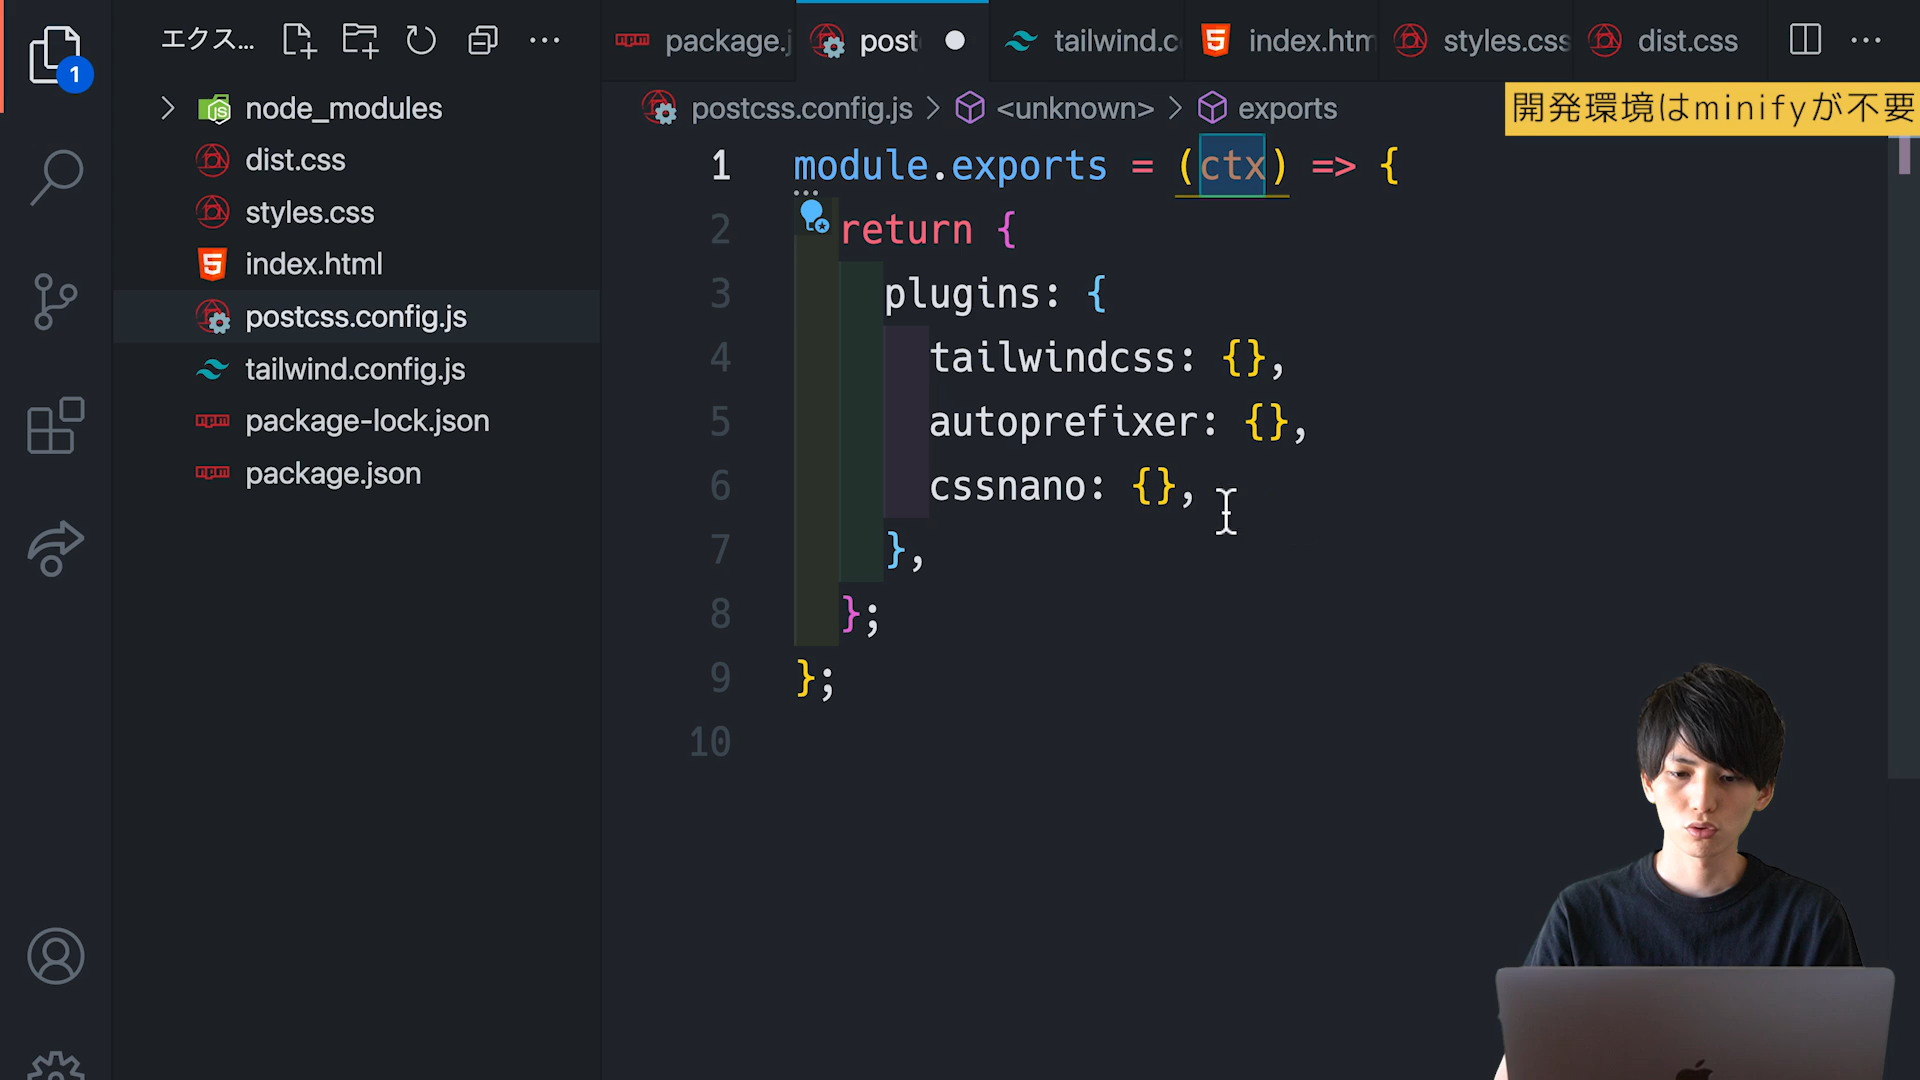 エクス...
package.j
post
tailwind.c
index.htm
styles.css
dist.css
1
node_modules
dist.css
styles.css
index.html
postcss.config.js
tailwind.config.js
package-lock.json
package.json
postcss.config.js > <unknown> > exports
開発環境はminifyが不要
1 module.exports = (ctx) => {
2 return {
3 plugins: {
4 tailwindcss: {},
5 autoprefixer: {},
6 cssnano: {},
7 },
8 };
9 };
10